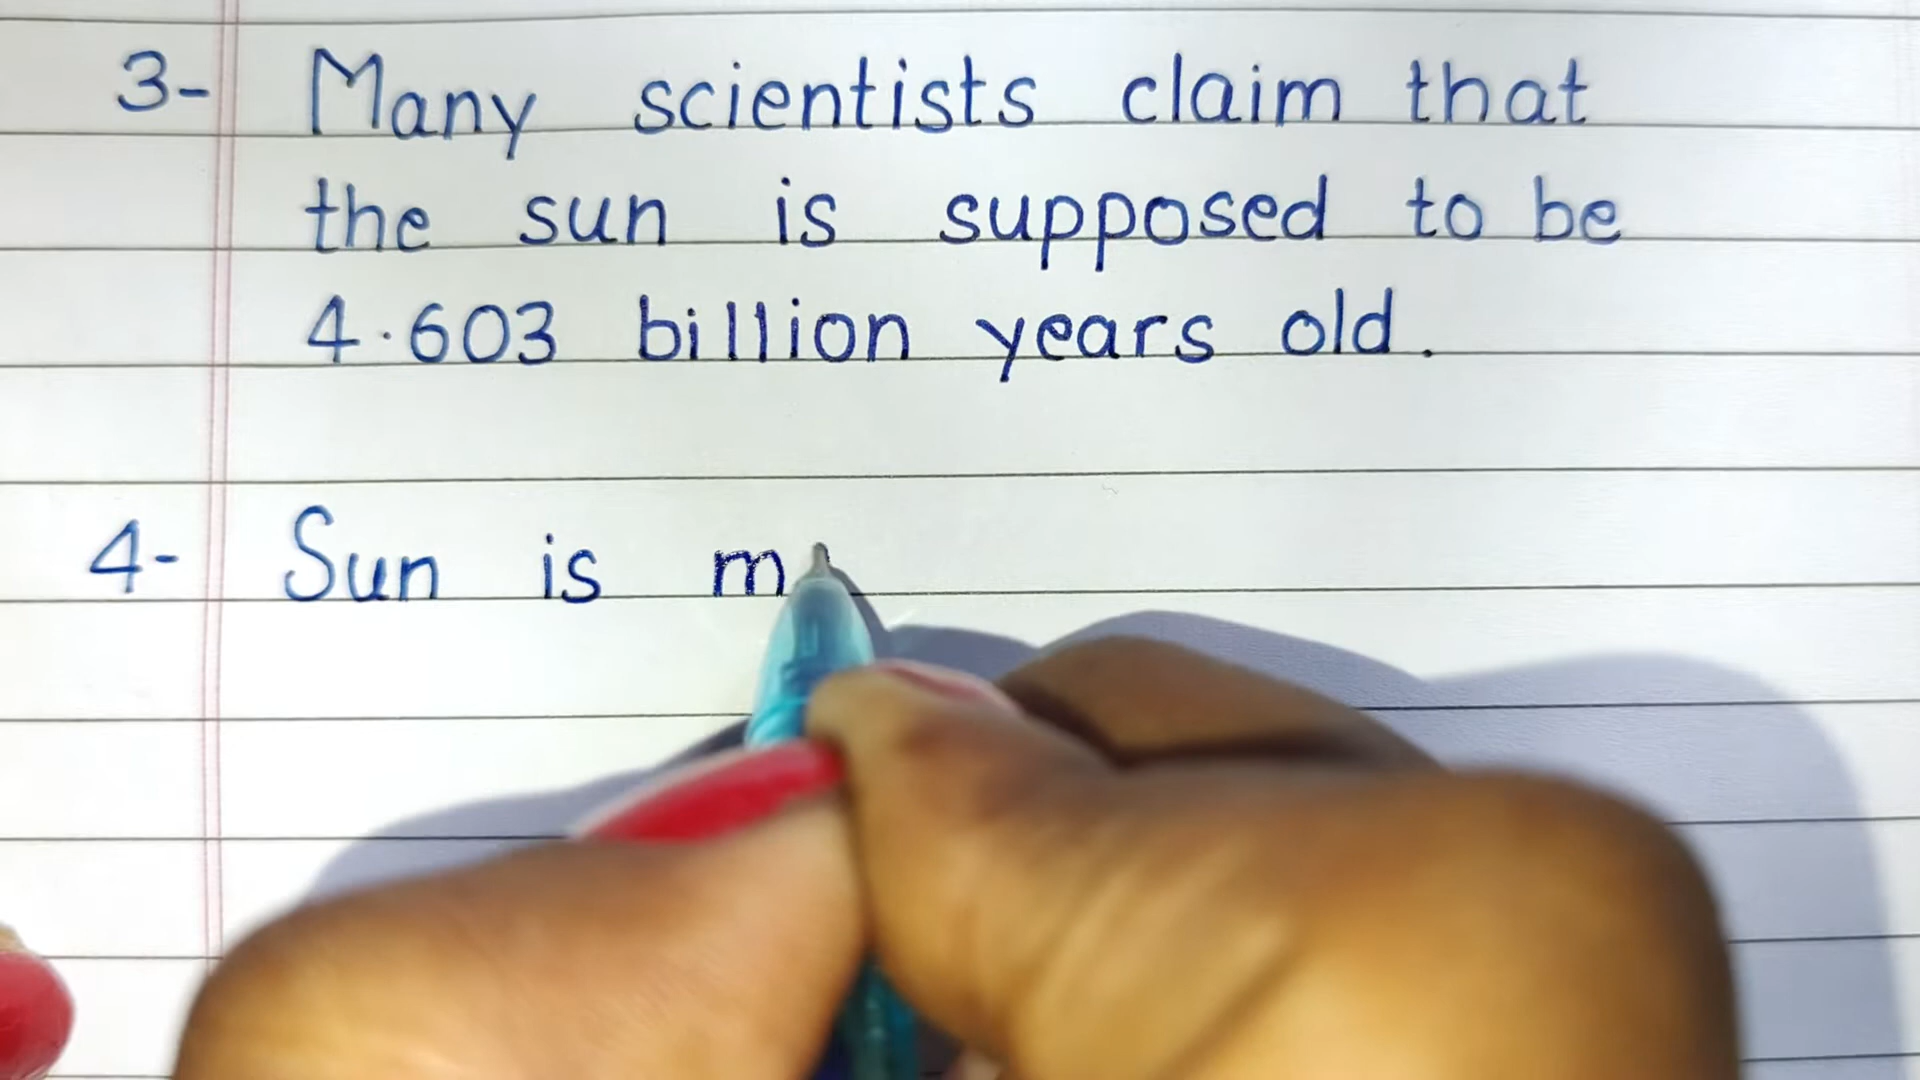 3- Many scientists claim that
the sun is supposed to be
4.603 billion years old.
4- Sun is m